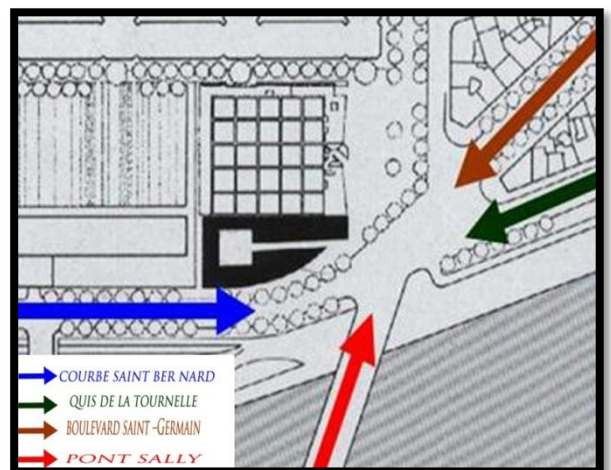 COURBE SAINT BER NARD
QUIS DE LA TOURNELLE
BOULEVARD SAINT -GERMAIN
PONT SALLY